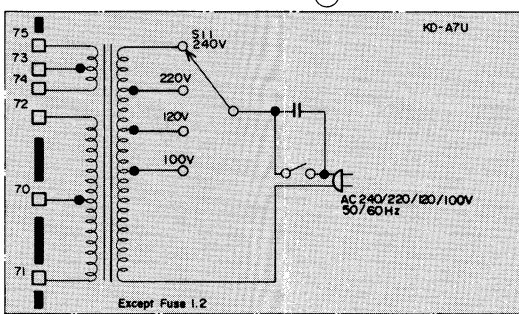 KD-A7U
75
S11
240V
73
74
220V
72
120V
100V
70
AC 240/220/120/100V
50/60Hz
71
Except Fuse 1.2